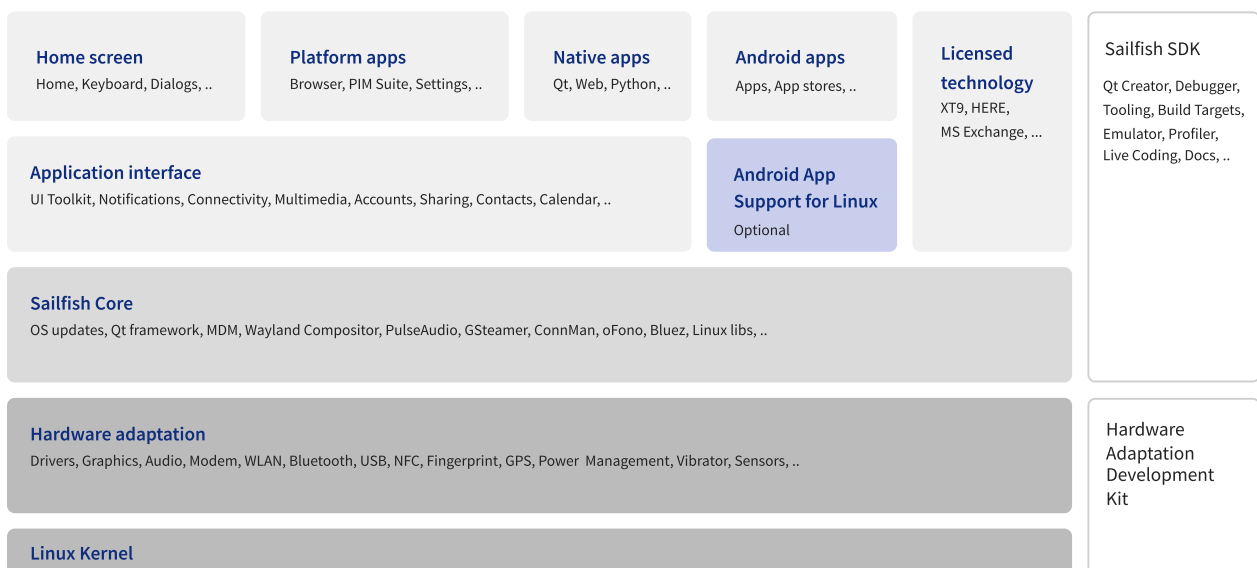 Home screen
Home, Keyboard, Dialogs, ..
Platform apps
Browser, PIM Suite, Settings, ..
Native apps
Qt, Web, Python, ..
Android apps
Apps, App stores, ..
Licensed
technology
XT9, HERE,
MS Exchange, ...
Sailfish SDK
Qt Creator, Debugger,
Tooling, Build Targets,
Emulator, Profiler,
Live Coding, Docs, ..
Application interface
UI Toolkit, Notifications, Connectivity, Multimedia, Accounts, Sharing, Contacts, Calendar, ..
Android App
Support for Linux
Optional
Sailfish Core
OS updates, Qt framework, MDM, Wayland Compositor, PulseAudio, GSteamer, ConnMan, oFono, Bluez, Linux libs, ..
Hardware adaptation
Drivers, Graphics, Audio, Modem, WLAN, Bluetooth, USB, NFC, Fingerprint, GPS, Power  Management, Vibrator, Sensors, ..
Hardware
Adaptation
Development
Kit
Linux Kernel